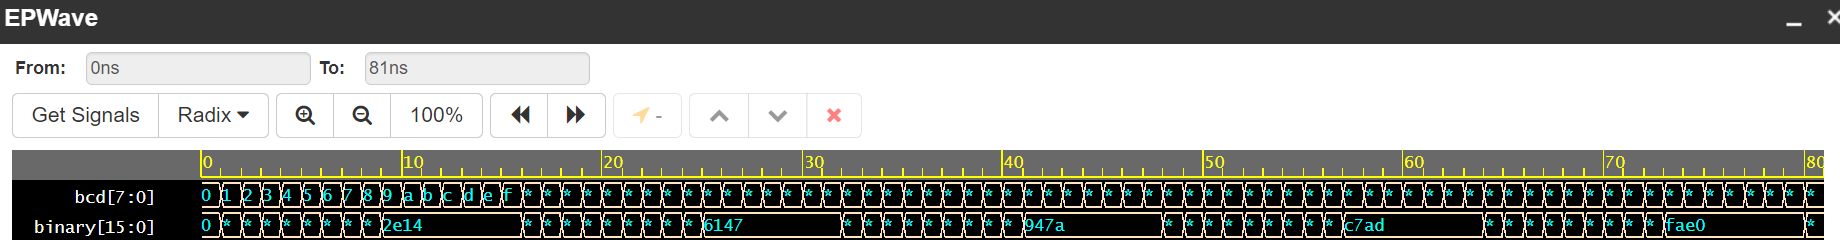 EPWave
From: 0ns To: 81ns
Get Signals Radix 100% -
0 10 20 30 40 50 60 70 80
bcd[7:0] 0 1 2 3 4 5 6 7 8 9 a b c d e f * * * * * * * * * * * * * * * * * * * * * * * * * * * * * * * * * * * * * * * * * * * * * * * * * * * * * * * * * * * * * * * * *
binary[15:0] 0 * * * * * * * * 2e14 * * * * * * * * * 6147 * * * * * * * * * 947a * * * * * * * * * c7ad * * * * * * * * * fae0 *